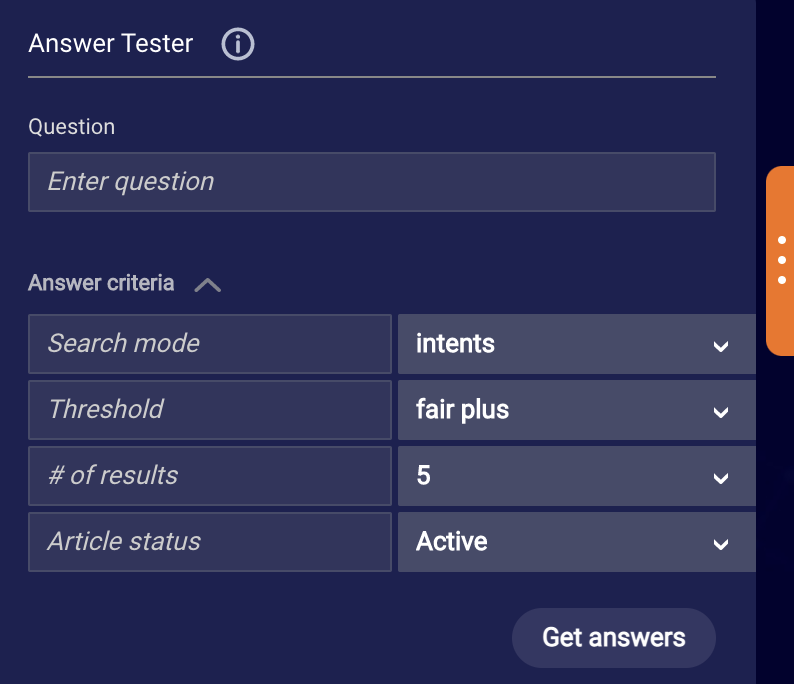 Answer Tester
Question
Enter question
Answer criteria
Search mode intents
Threshold fair plus
# of results 5
Article status Active
Get answers